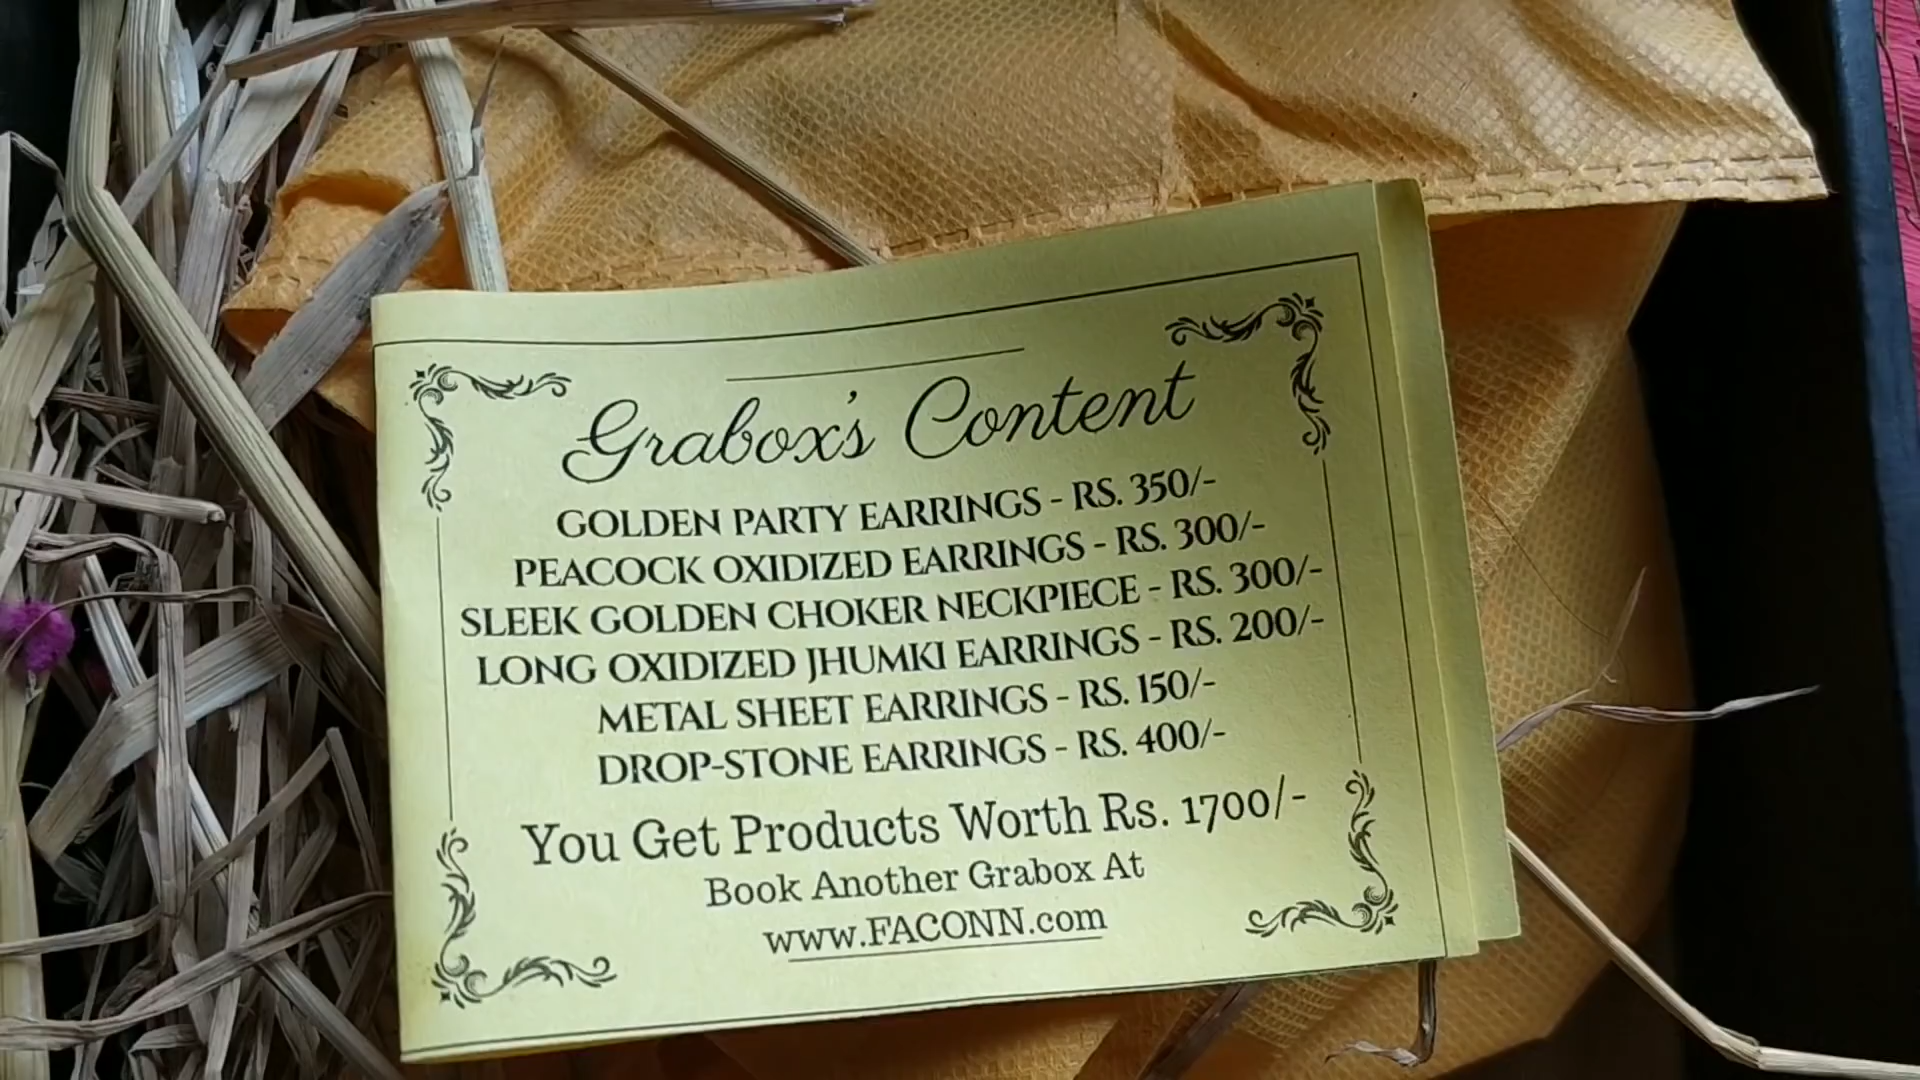 Grabox's Content
GOLDEN PARTY EARRINGS - RS. 350/-
PEACOCK OXIDIZED EARRINGS - RS. 300/-
SLEEK GOLDEN CHOKER NECKPIECE - RS. 300/-
LONG OXIDIZED JHUMKI EARRINGS - RS. 200/-
METAL SHEET EARRINGS - RS. 150/-
DROP-STONE EARRINGS - RS. 400/-
You Get Products Worth Rs. 1700/-
Book Another Grabox At
www.FACONN.com